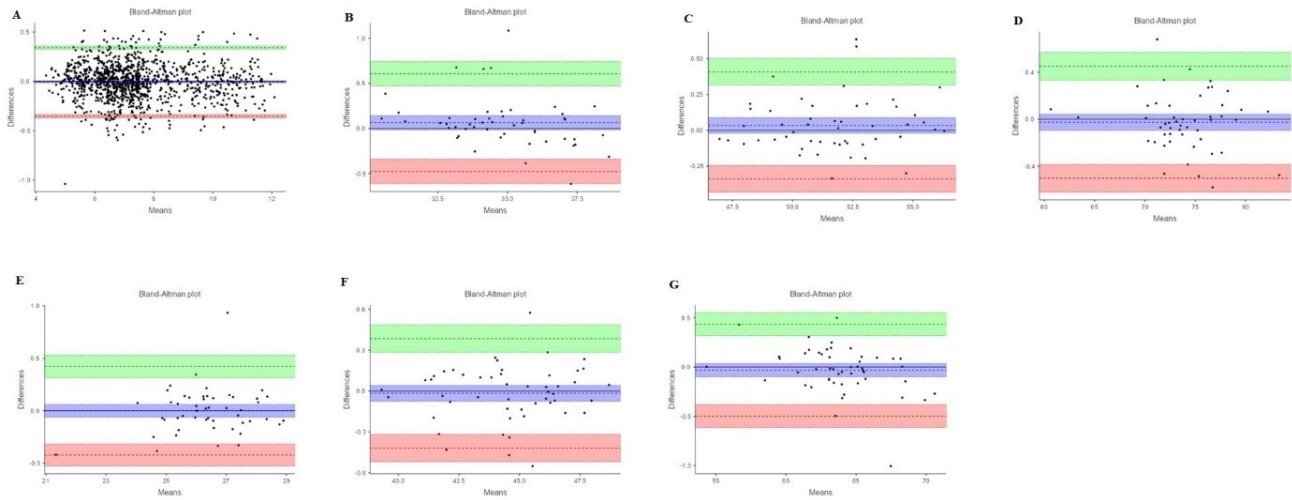 A
Bland-Altman plot
0.5
0.0
-0.5
-1.0
Differences
4
6
8
10
12
Means
B
Bland-Altman plot
1.0
0.5
0.0
-0.5
Differences
32.5
35.0
37.5
Means
C
Bland-Altman plot
0.50
0.25
0.00
-0.25
Differences
47.5
50.0
52.5
55.0
Means
D
Bland-Altman plot
0.4
0.0
-0.4
Differences
60
65
70
75
80
Means
E
Bland-Altman plot
1.0
0.5
0.0
-0.5
Differences
21
23
25
27
29
Means
F
Bland-Altman plot
0.6
0.3
0.0
-0.3
-0.6
Differences
40.0
42.5
45.0
47.5
Means
G
Bland-Altman plot
0.5
0.0
-0.5
-1.0
Differences
55
60
65
70
Means